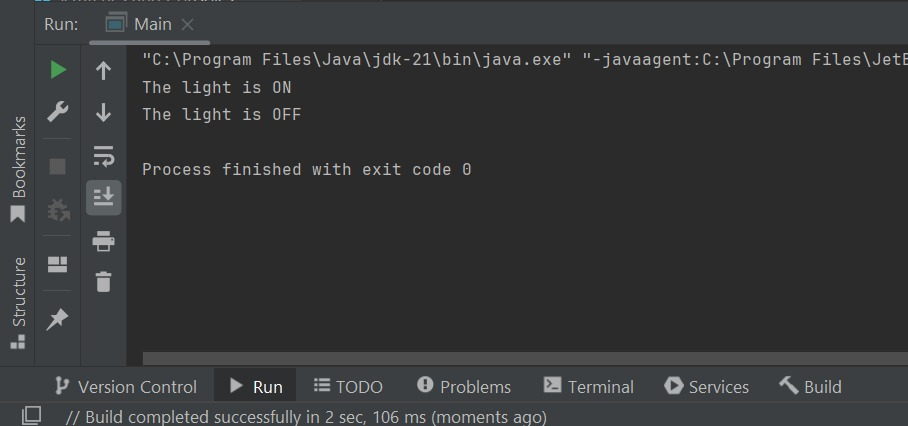 Run:
Main
"C:\Program Files\Java\jdk-21\bin\java.exe" "-javaagent:C:\Program Files\JetB
The light is ON
The light is OFF
Process finished with exit code 0
Bookmarks
Structure
Version Control
Run
TODO
Problems
Terminal
Services
Build
// Build completed successfully in 2 sec, 106 ms (moments ago)